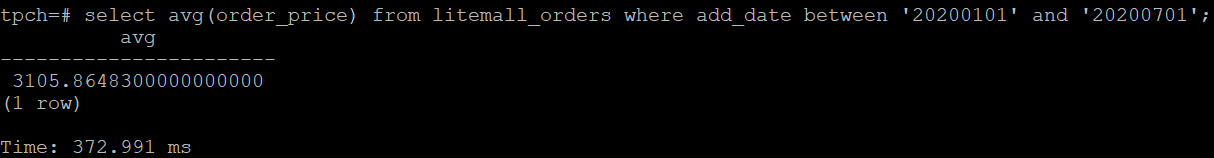 tpch=# select avg(order_price) from litemall_orders where add_date between '20200101' and '20200701';
avg
-----------------------
3105.8648300000000000
(1 row)
Time: 372.991 ms